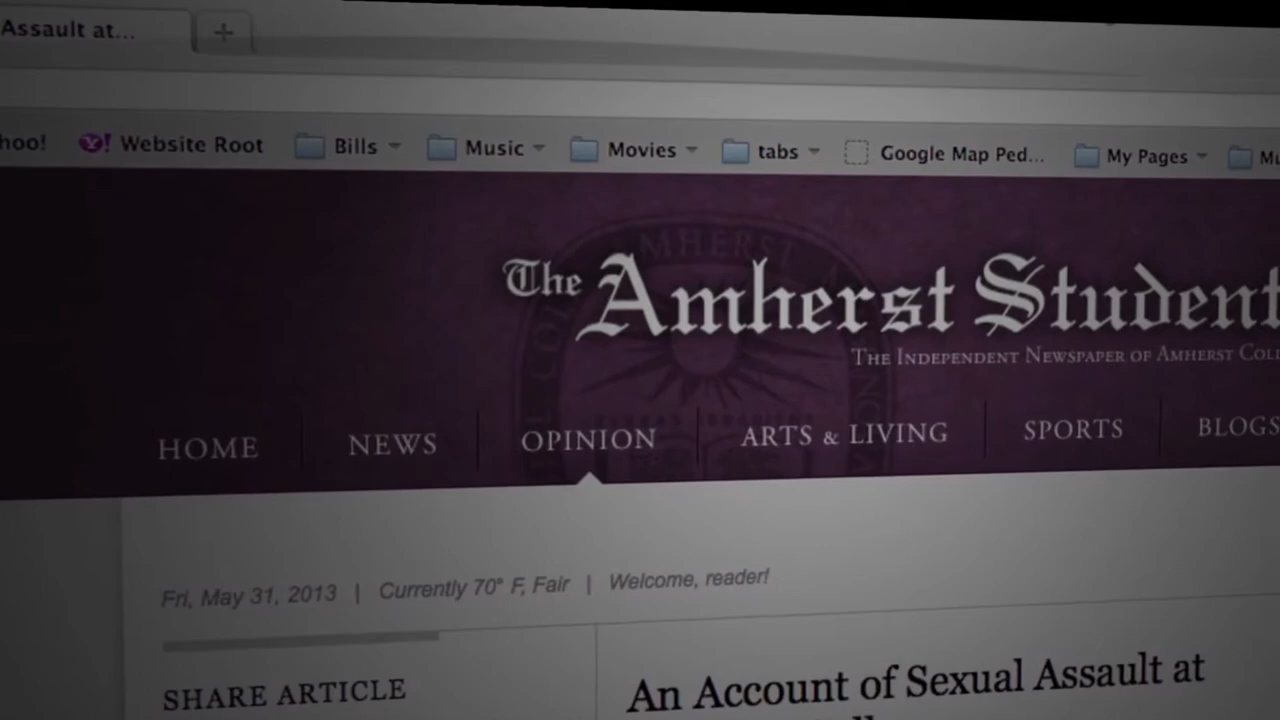 Assault at...
hoo!
Website Root
Bills
Music
Movies
tabs
Google Map Ped...
My Pages
The Amherst Student
The Independent Newspaper of Amherst
AMHERST
HOME
NEWS
OPINION
ARTS & LIVING
SPORTS
BLOGS
Fri, May 31, 2013 | Currently 70° F, Fair | Welcome, reader!
SHARE ARTICLE
An Account of Sexual Assault at